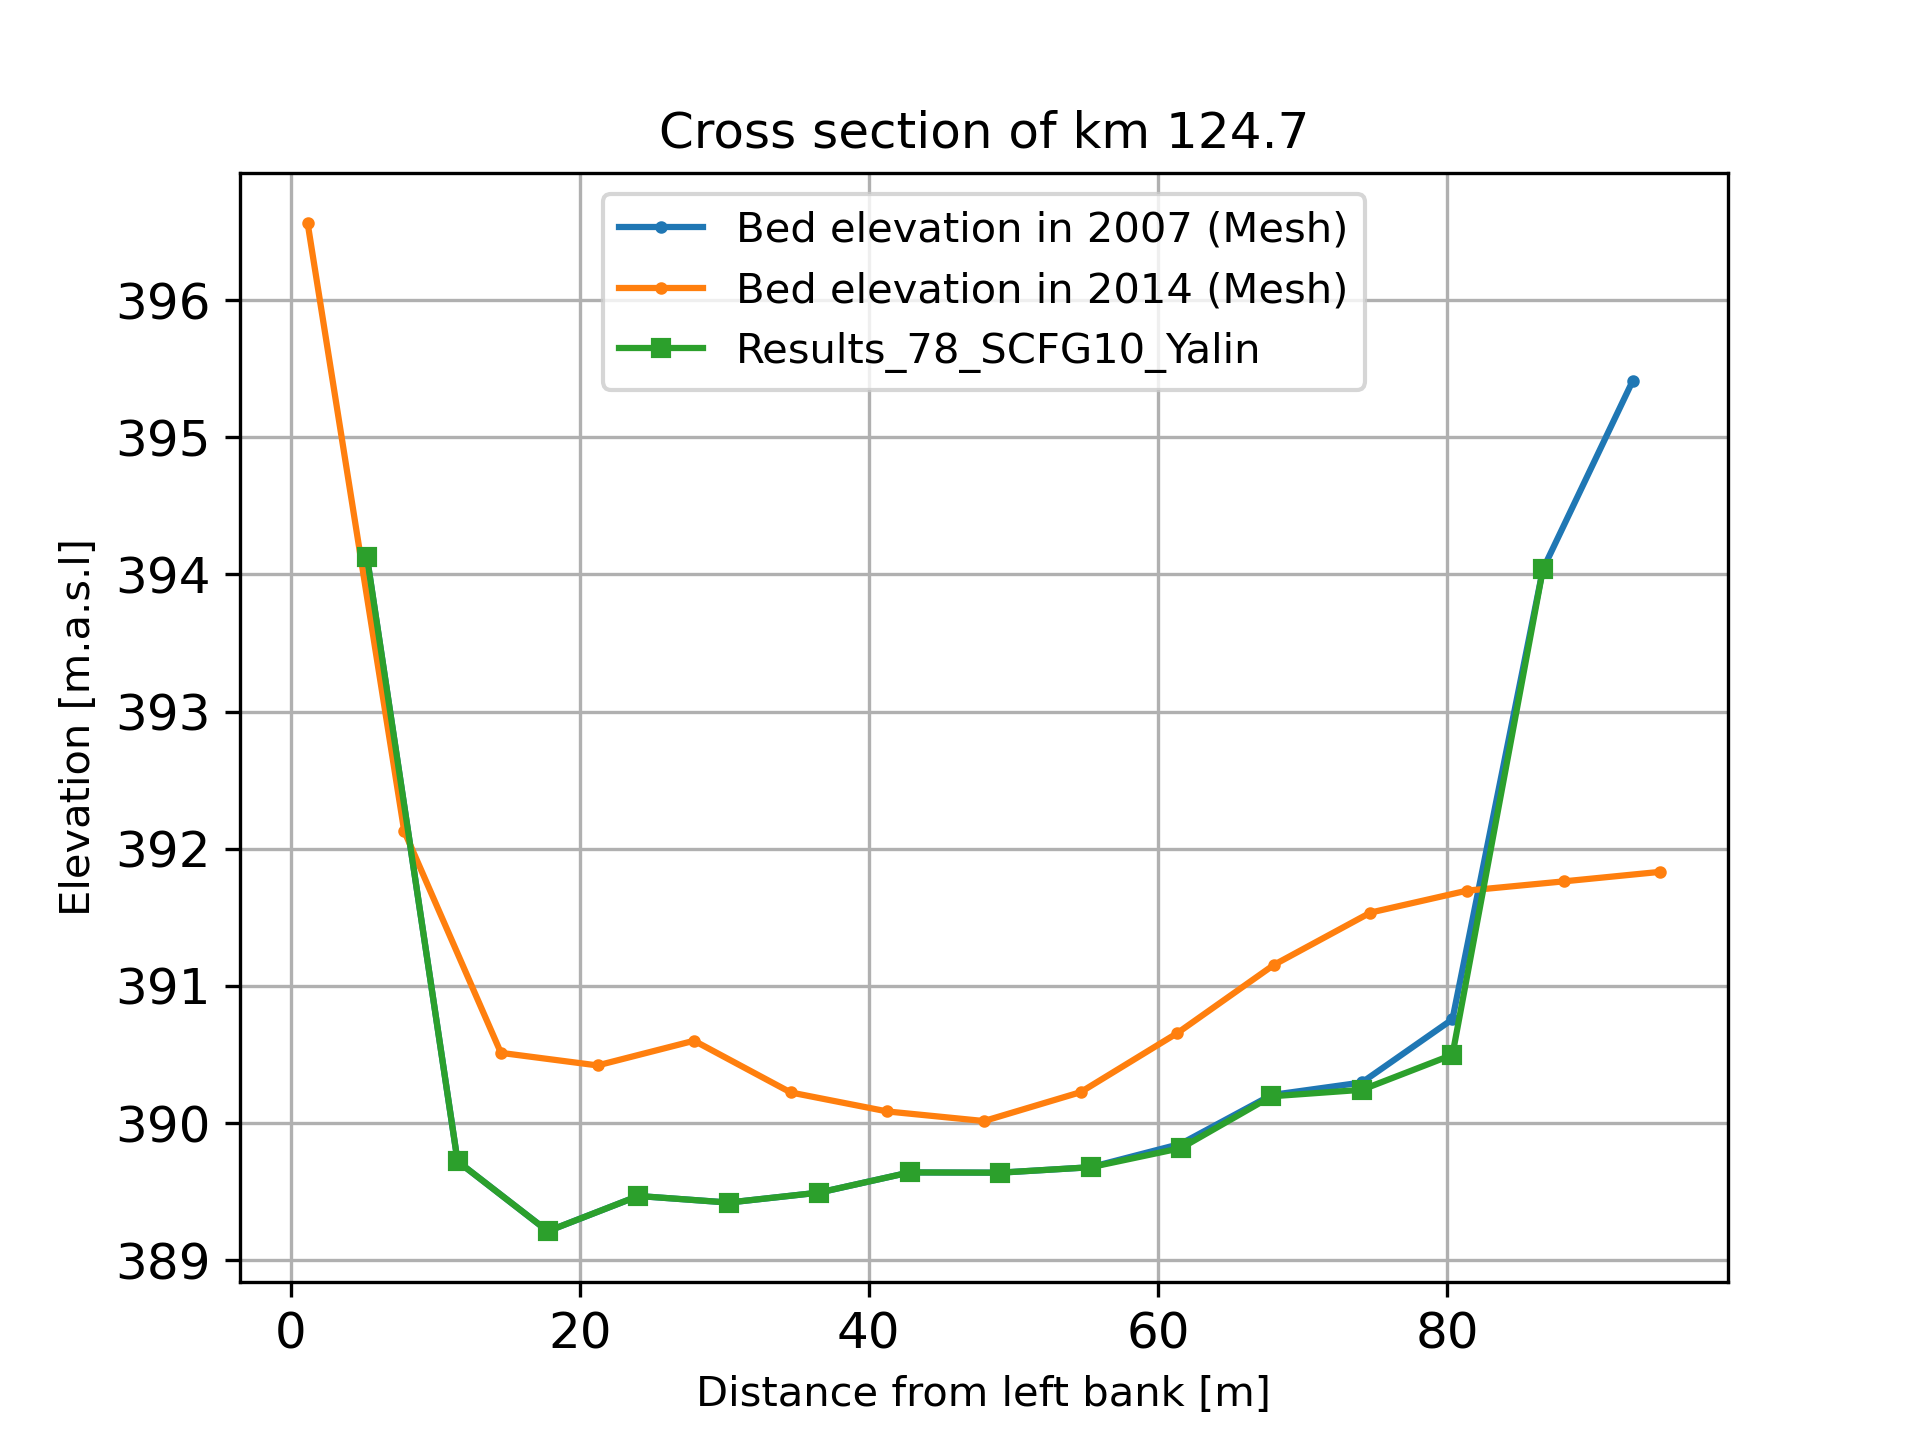 Cross section of km 124.7
Bed elevation in 2007 (Mesh)
Bed elevation in 2014 (Mesh)
Results_78_SCFG10_Yalin
Elevation [m.a.s.l]
396
395
394
393
392
391
390
389
0 20 40 60 80
Distance from left bank [m]